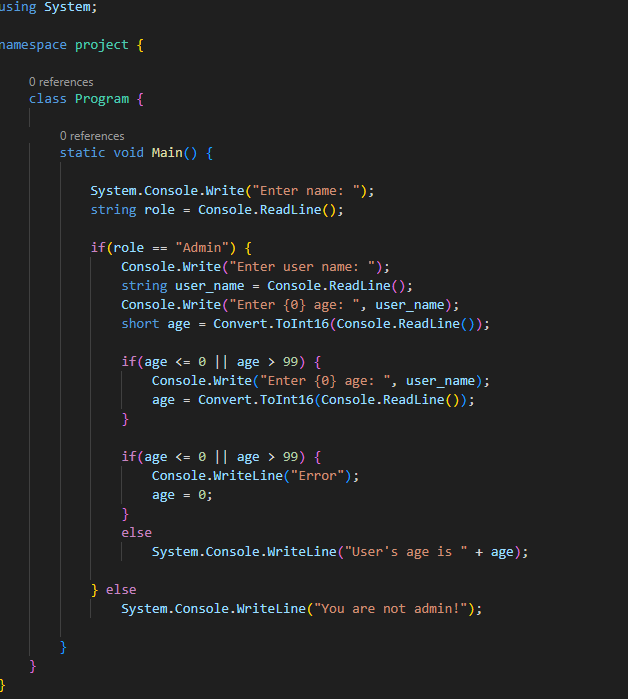 using System;
namespace project {
0 references
class Program {
0 references
static void Main() {
System.Console.Write("Enter name: ");
string role = Console.ReadLine();
if(role == "Admin") {
Console.Write("Enter user name: ");
string user_name = Console.ReadLine();
Console.Write("Enter {0} age: ", user_name);
short age = Convert.ToInt16(Console.ReadLine());
if(age <= 0 || age > 99) {
Console.Write("Enter {0} age: ", user_name);
age = Convert.ToInt16(Console.ReadLine());
}
if(age <= 0 || age > 99) {
Console.WriteLine("Error");
age = 0;
}
else
System.Console.WriteLine("User's age is " + age);
} else
System.Console.WriteLine("You are not admin!");
}
}
}